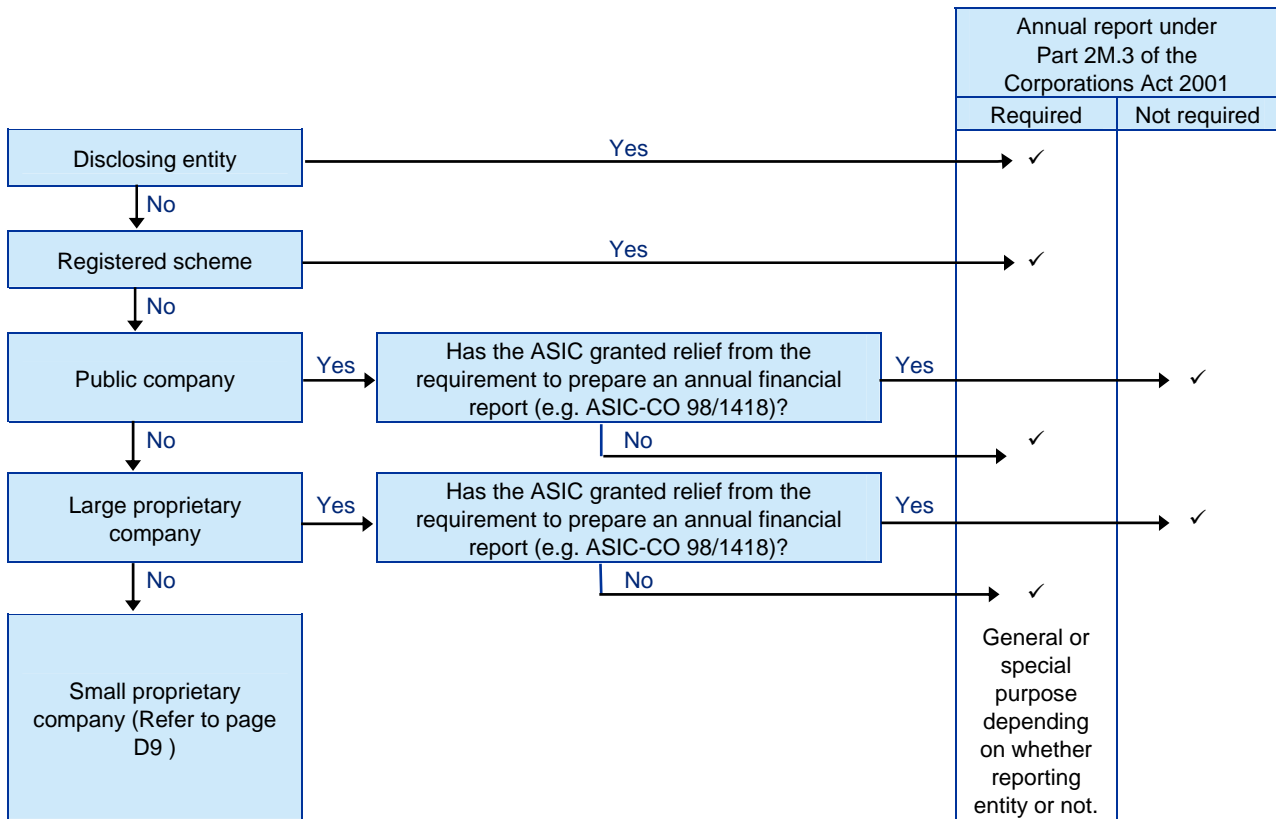 Annual report under
Part 2M.3 of the
Corporations Act 2001
Required
Not required
Disclosing entity
Yes
✓
No
Registered scheme
Yes
✓
No
Public company
Yes
Has the ASIC granted relief from the
requirement to prepare an annual financial
report (e.g. ASIC-CO 98/1418)?
Yes
✓
No
✓
No
Large proprietary
company
Yes
Has the ASIC granted relief from the
requirement to prepare an annual financial
report (e.g. ASIC-CO 98/1418)?
Yes
✓
No
✓
No
Small proprietary
company (Refer to page
D9 )
General or
special
purpose
depending
on whether
reporting
entity or not.